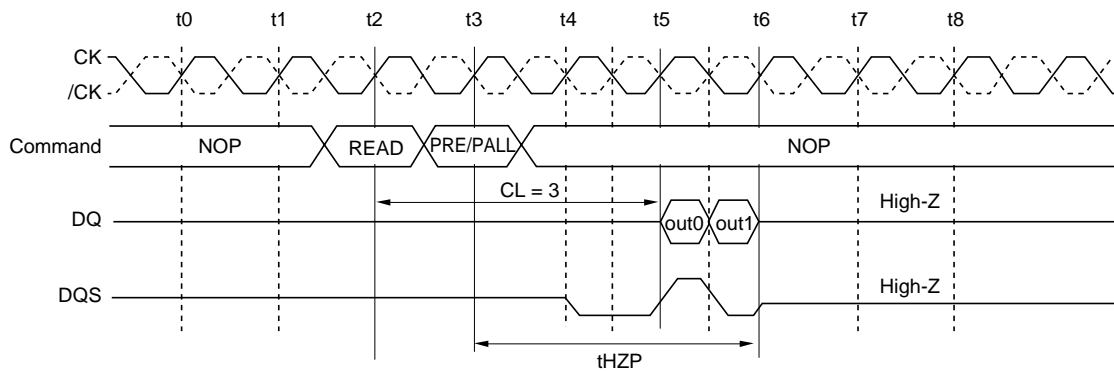 t0 t1 t2 t3 t4 t5 t6 t7 t8
CK
/CK
Command NOP READ PRE/PALL NOP
CL = 3
DQ out0 out1 High-Z
DQS High-Z
tHZP